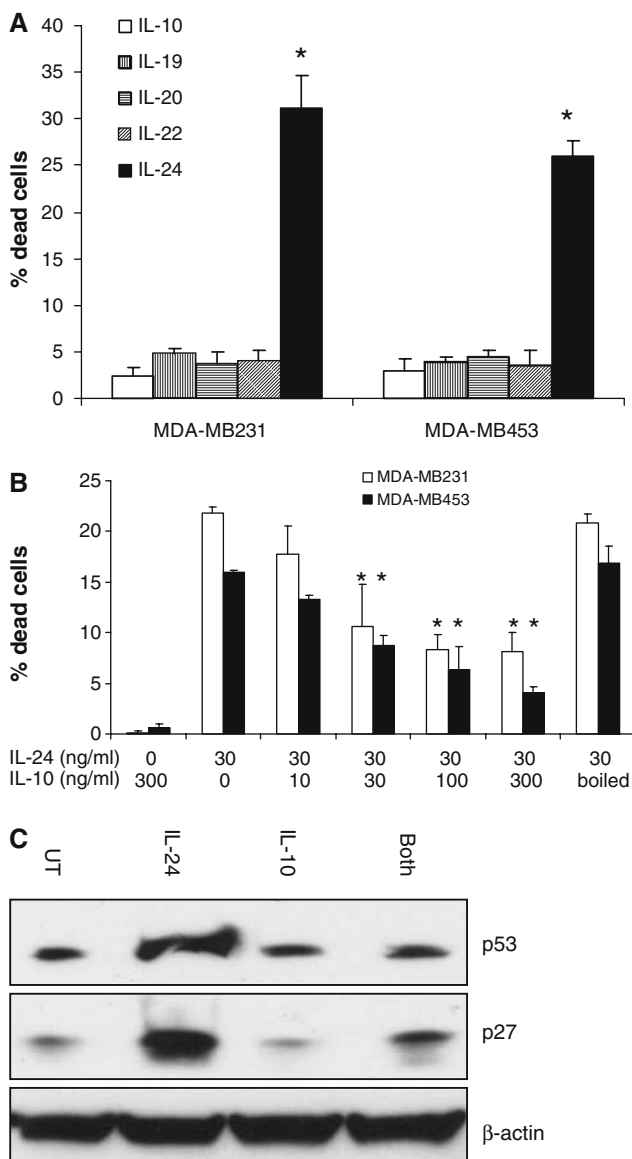 A
40
35
30
25
20
15
10
5
0
% dead cells
IL-10
IL-19
IL-20
IL-22
IL-24
*
*
MDA-MB231 MDA-MB453
B
25
20
15
10
5
0
% dead cells
MDA-MB231
MDA-MB453
* * * * * *
IL-24 (ng/ml) 0 30 30 30 30 30 30
IL-10 (ng/ml) 300 0 10 30 100 300 boiled
C
UT IL-24 IL-10 Both
p53
p27
β-actin